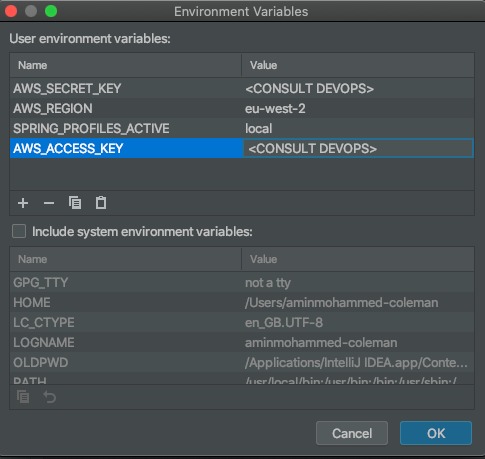 Environment Variables
User environment variables:
Name Value
AWS_SECRET_KEY <CONSULT DEVOPS>
AWS_REGION eu-west-2
SPRING_PROFILES_ACTIVE local
AWS_ACCESS_KEY <CONSULT DEVOPS>
Include system environment variables:
Name Value
GPG_TTY not a tty
HOME /Users/aminmohammed-coleman
LC_CTYPE en_GB.UTF-8
LOGNAME aminmohammed-coleman
OLDPWD /Applications/IntelliJ IDEA.app/Conte...
PATH /usr/local/bin:/usr/bin:/bin:/usr/sbin:/
Cancel OK